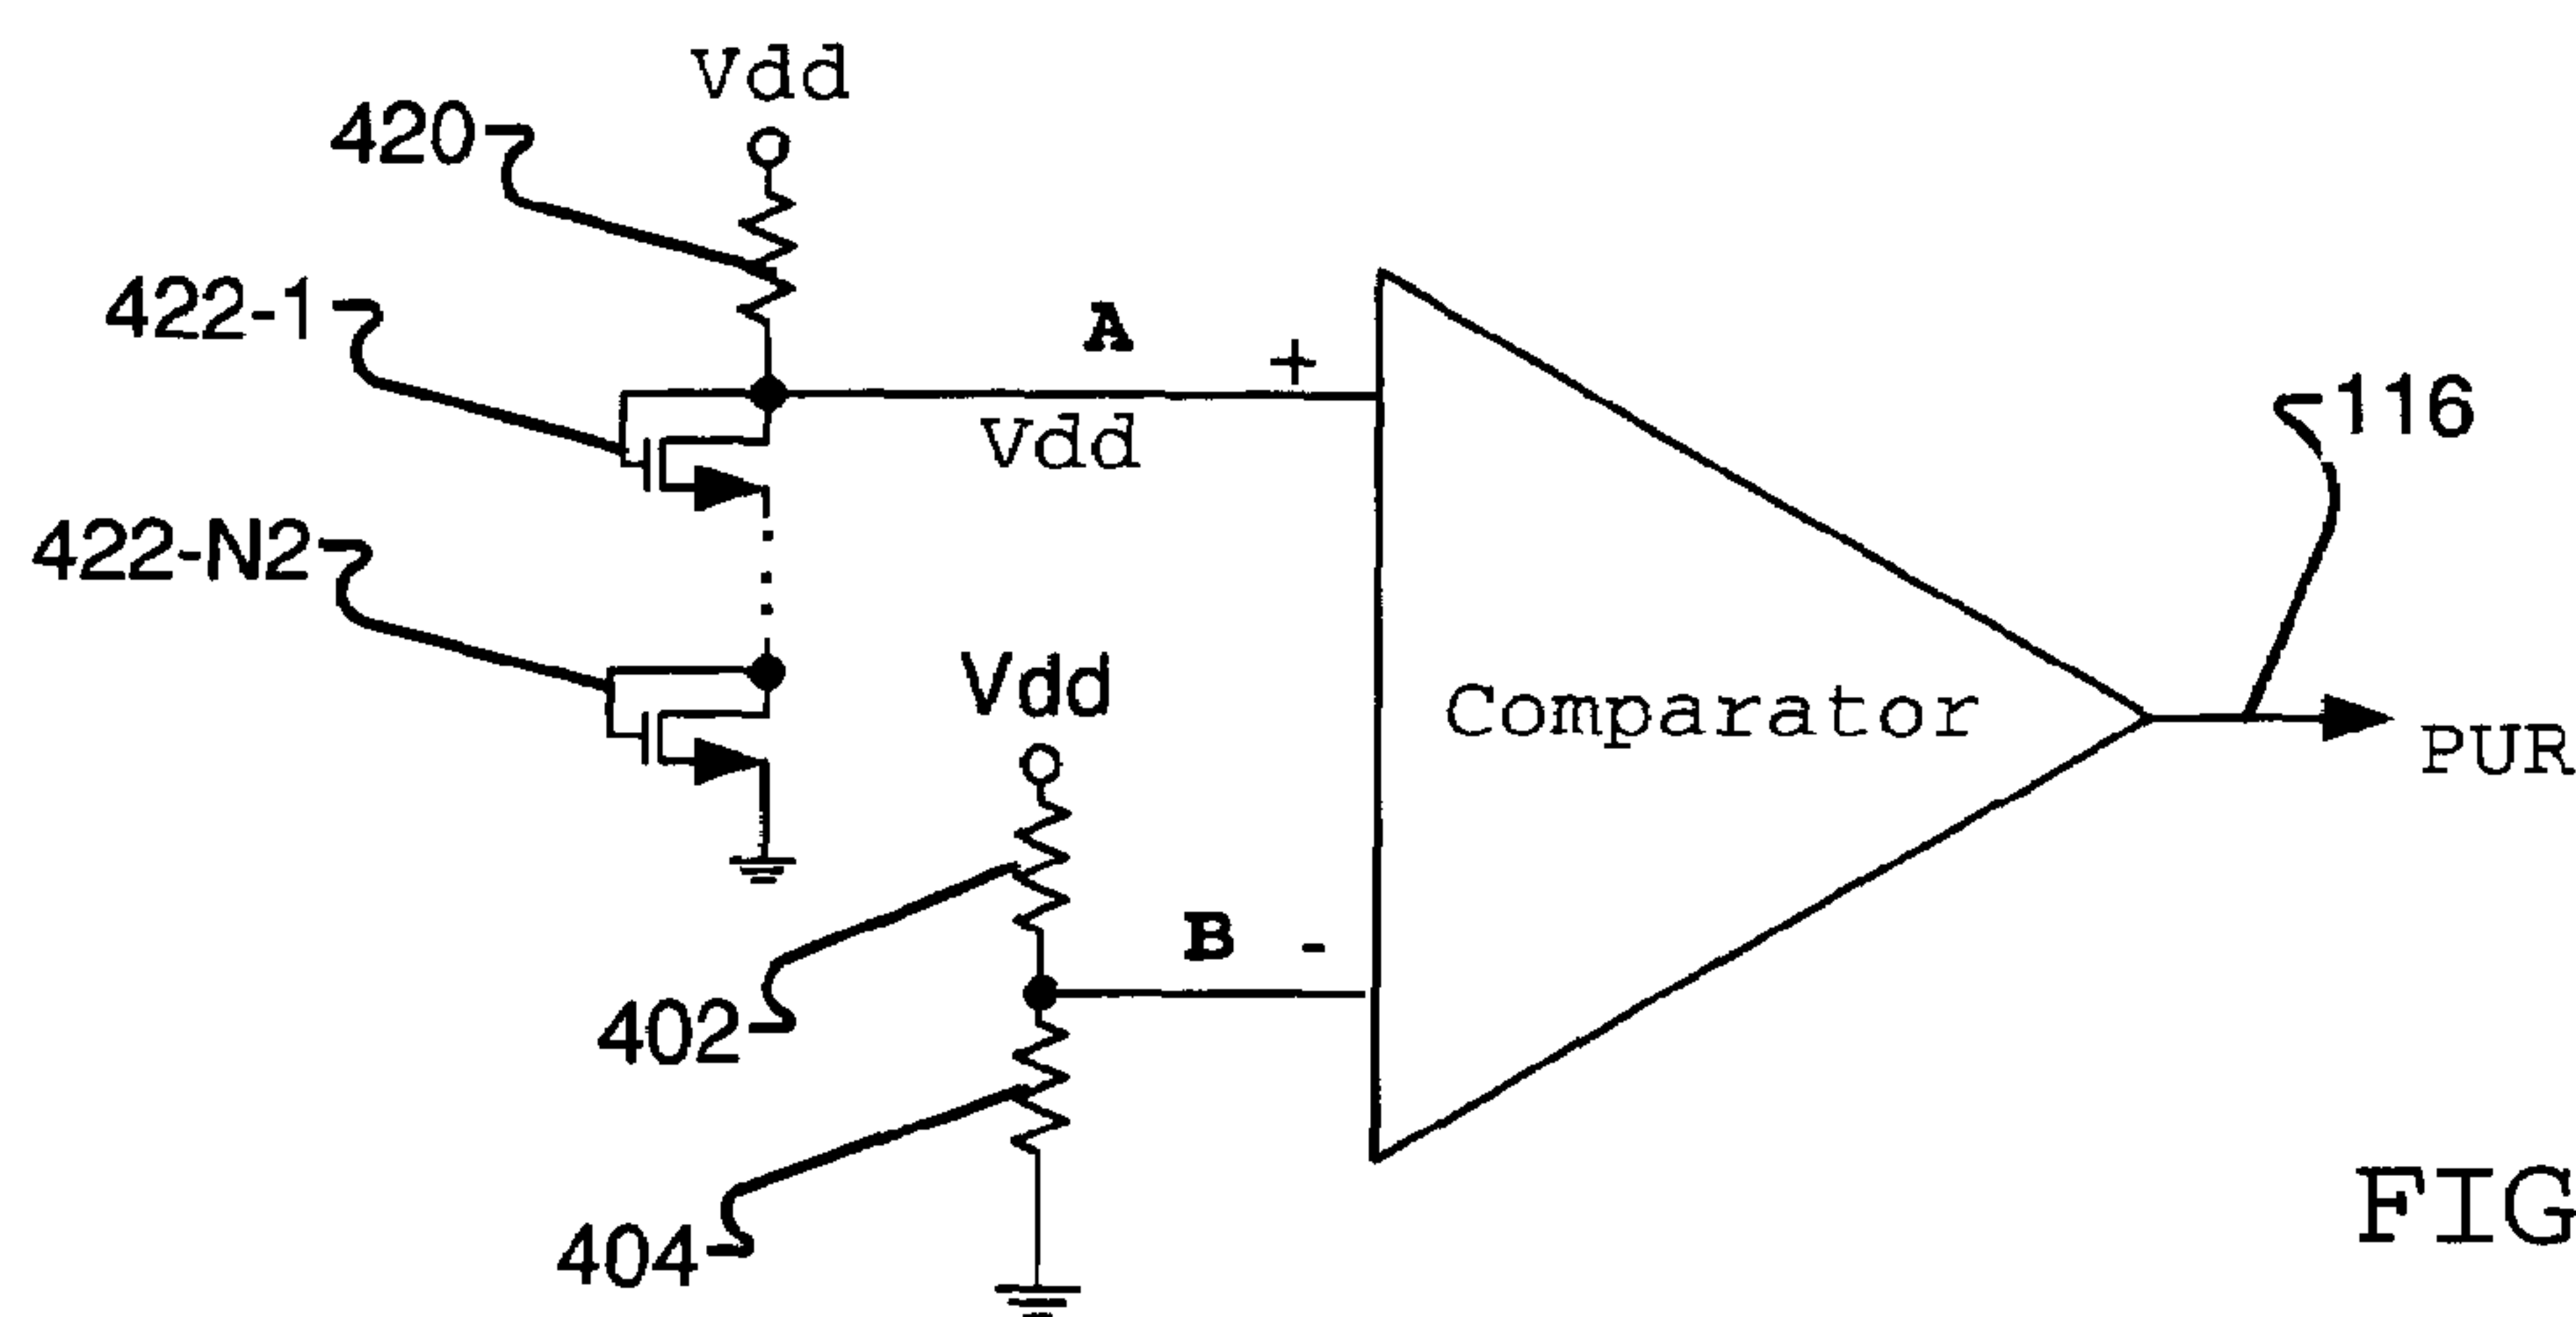 Vdd
420
422-1
A
+
Vdd
116
422-N2
Vdd
Comparator
PUR
B
-
402
404
FIG